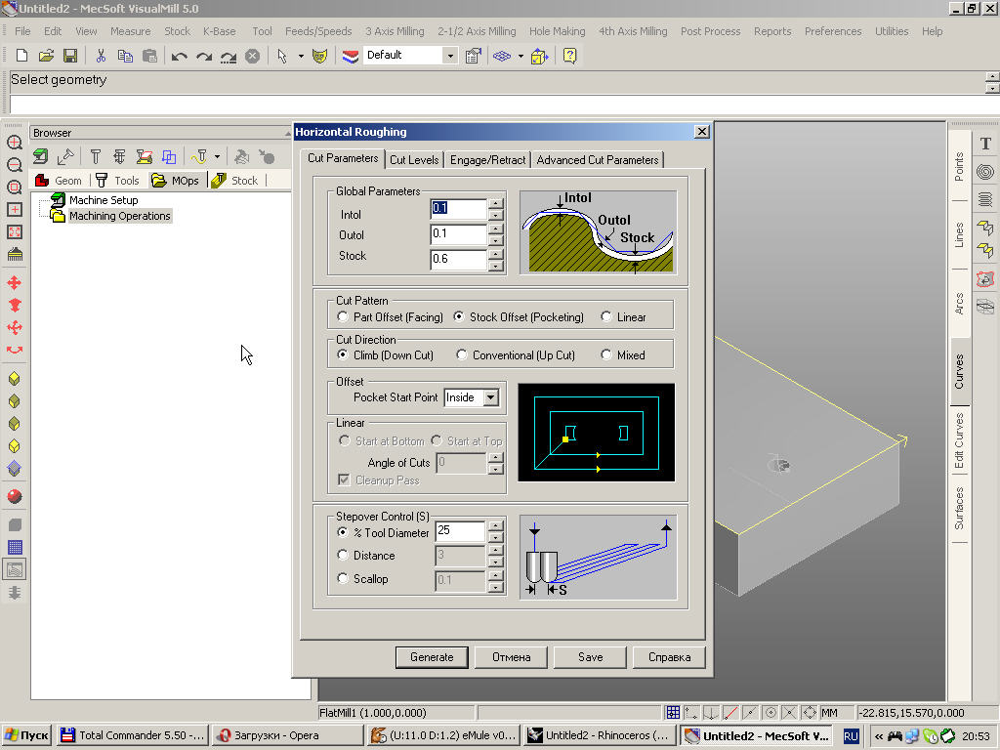 Untitled2 - MecSoft VisualMill 5.0
File Edit View Measure Stock K-Base Tool Feeds/Speeds 3 Axis Milling 2-1/2 Axis Milling Hole Making 4th Axis Milling Post Process Reports Preferences Utilities Help
Default
Select geometry
Browser
Geom Tools MOps Stock
Machine Setup
Machining Operations
Horizontal Roughing
Cut Parameters Cut Levels Engage/Retract Advanced Cut Parameters
Global Parameters
Intol 0.1
Outol 0.1
Stock 0.6
Intol
Outol
Stock
Cut Pattern
Part Offset (Facing) Stock Offset (Pocketing) Linear
Cut Direction
Climb (Down Cut) Conventional (Up Cut) Mixed
Offset
Pocket Start Point Inside
Linear
Start at Bottom Start at Top
Angle of Cuts 0
Cleanup Pass
Stepover Control (S)
% Tool Diameter 25
Distance 3
Scallop 0.1
S
Generate Отмена Save Справка
Points
Lines
Arcs
Curves
Edit Curves
Surfaces
T
FlatMill1 (1.000,0.000) MM -22.815,15.570,0.000
Пуск Total Commander 5.50 -... Загрузки - Opera (U:11.0 D:1.2) eMule v0... Untitled2 - Rhinoceros (... Untitled2 - MecSoft V... RU « 20:53